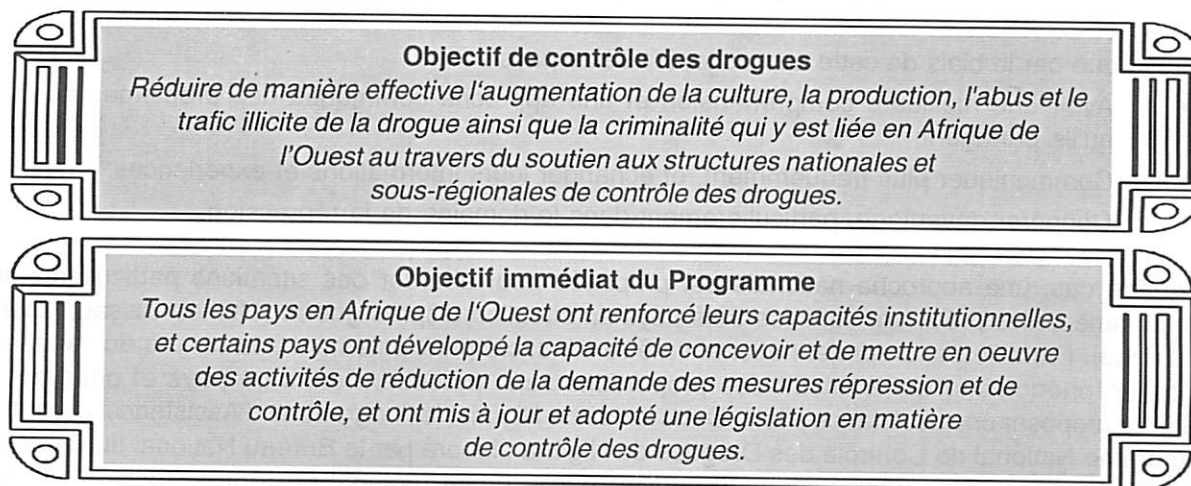 Objectif de contrôle des drogues
Réduire de manière effective l'augmentation de la culture, la production, l'abus et le
trafic illicite de la drogue ainsi que la criminalité qui y est liée en Afrique de
l'Ouest au travers du soutien aux structures nationales et
sous-régionales de contrôle des drogues.
Objectif immédiat du Programme
Tous les pays en Afrique de l'Ouest ont renforcé leurs capacités institutionnelles,
et certains pays ont développé la capacité de concevoir et de mettre en oeuvre
des activités de réduction de la demande des mesures répression et de
contrôle, et ont mis à jour et adopté une législation en matière
de contrôle des drogues.